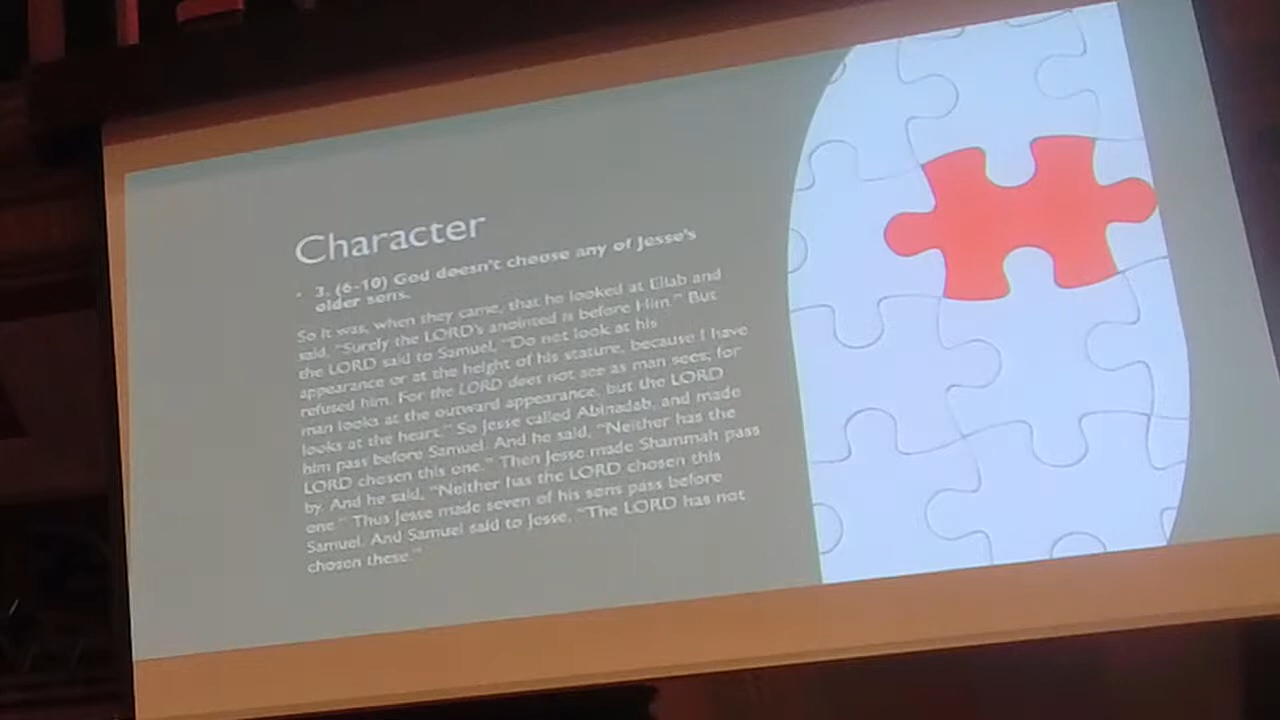 Character
• 3. (6-10) God doesn't choose any of Jesse's
older sons.
So it was, when they came, that he looked at Eliab and
said, "Surely the LORD's anointed is before Him." But
the LORD said to Samuel, "Do not look at his
appearance or at the height of his stature, because I have
refused him. For the LORD does not see as man sees; for
man looks at the outward appearance, but the LORD
looks at the heart." So Jesse called Abinadab, and made
him pass before Samuel. And he said, "Neither has the
LORD chosen this one." Then Jesse made Shammah pass
by. And he said, "Neither has the LORD chosen this
one." Thus Jesse made seven of his sons pass before
Samuel. And Samuel said to Jesse, "The LORD has not
chosen these."